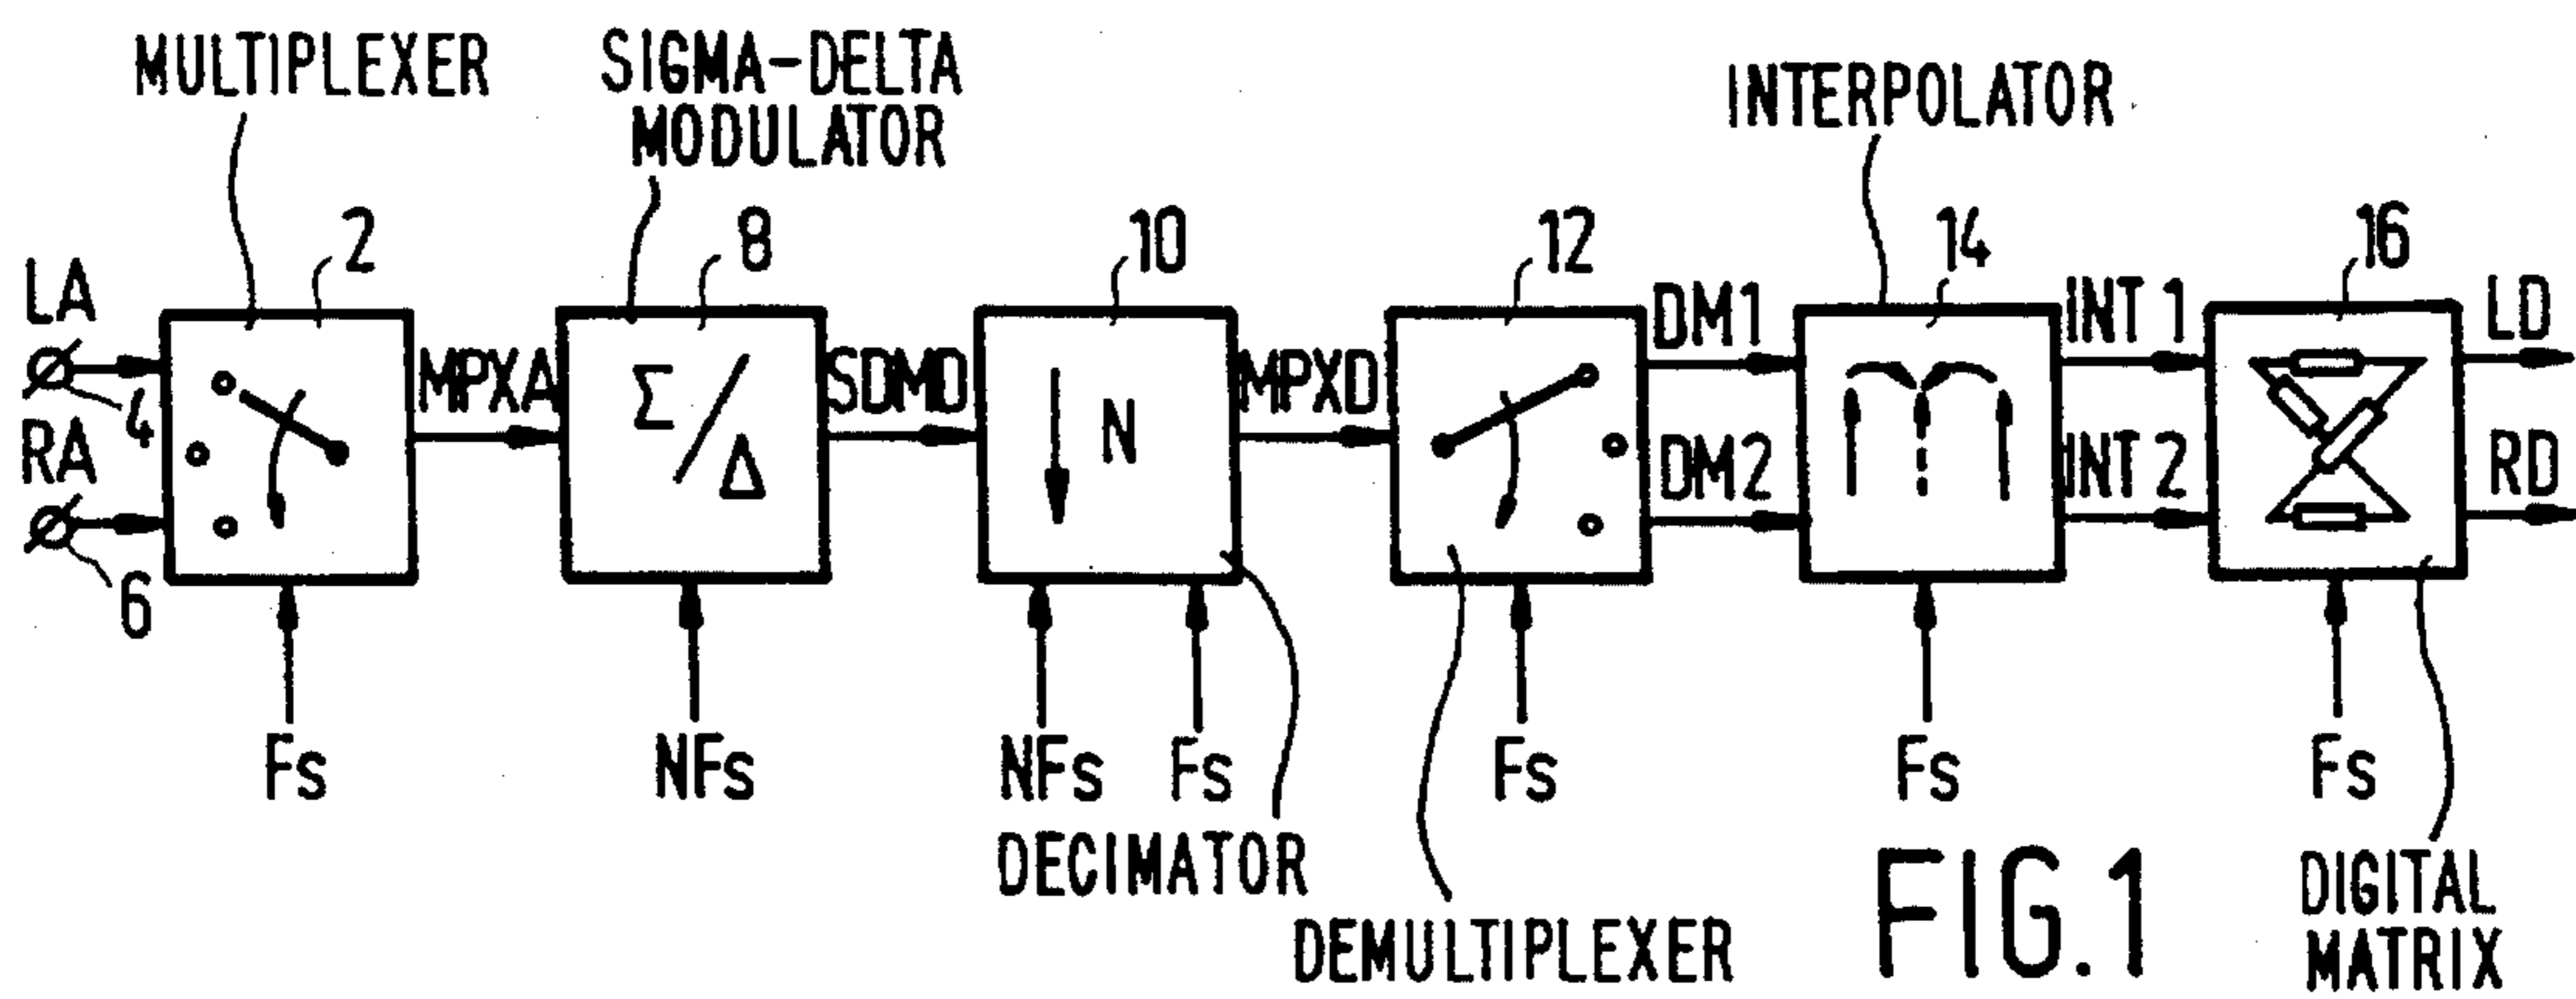 MULTIPLEXER
SIGMA-DELTA
MODULATOR
INTERPOLATOR
2
8
10
12
14
16
LA
4
RA
6
MPXA
Σ/Δ
SDMD
N
MPXD
DM1
DM2
INT 1
INT 2
LD
RD
Fs
NFs
NFs
Fs
Fs
Fs
Fs
DECIMATOR
DEMULTIPLEXER
FIG.1
DIGITAL
MATRIX